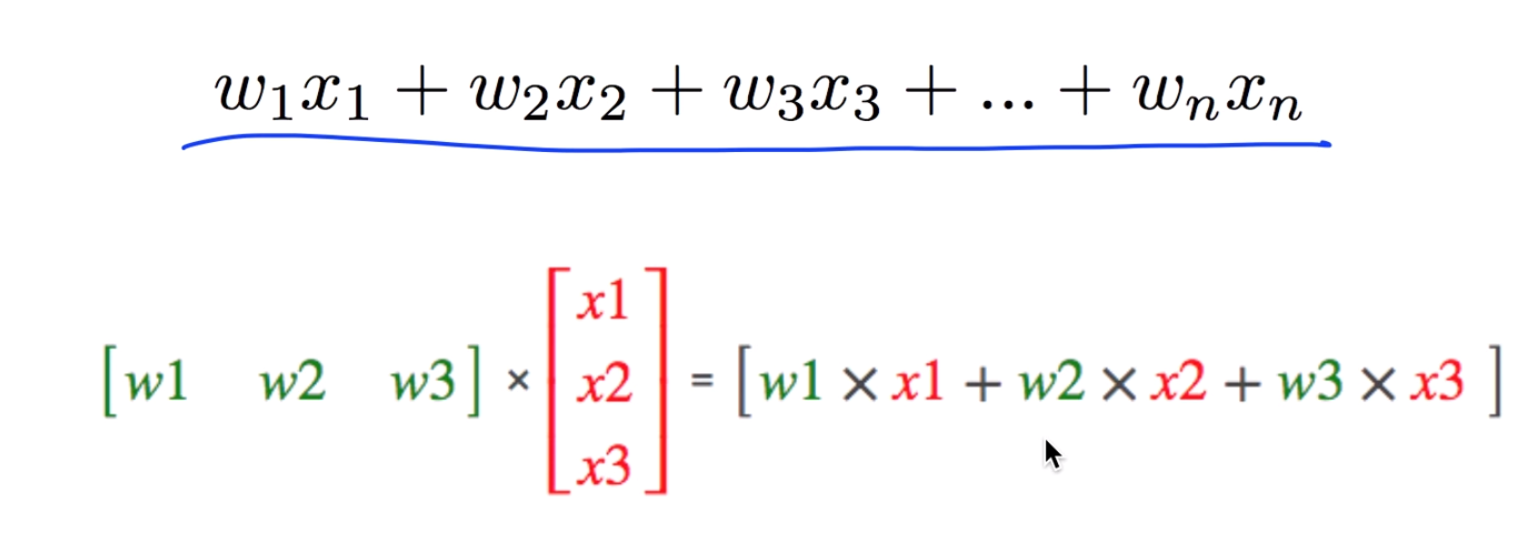 w₁x₁ + w₂x₂ + w₃x₃ + ... + wₙxₙ
[w1 w2 w3] × [x1 x2 x3] = [w1 × x1 + w2 × x2 + w3 × x3 ]